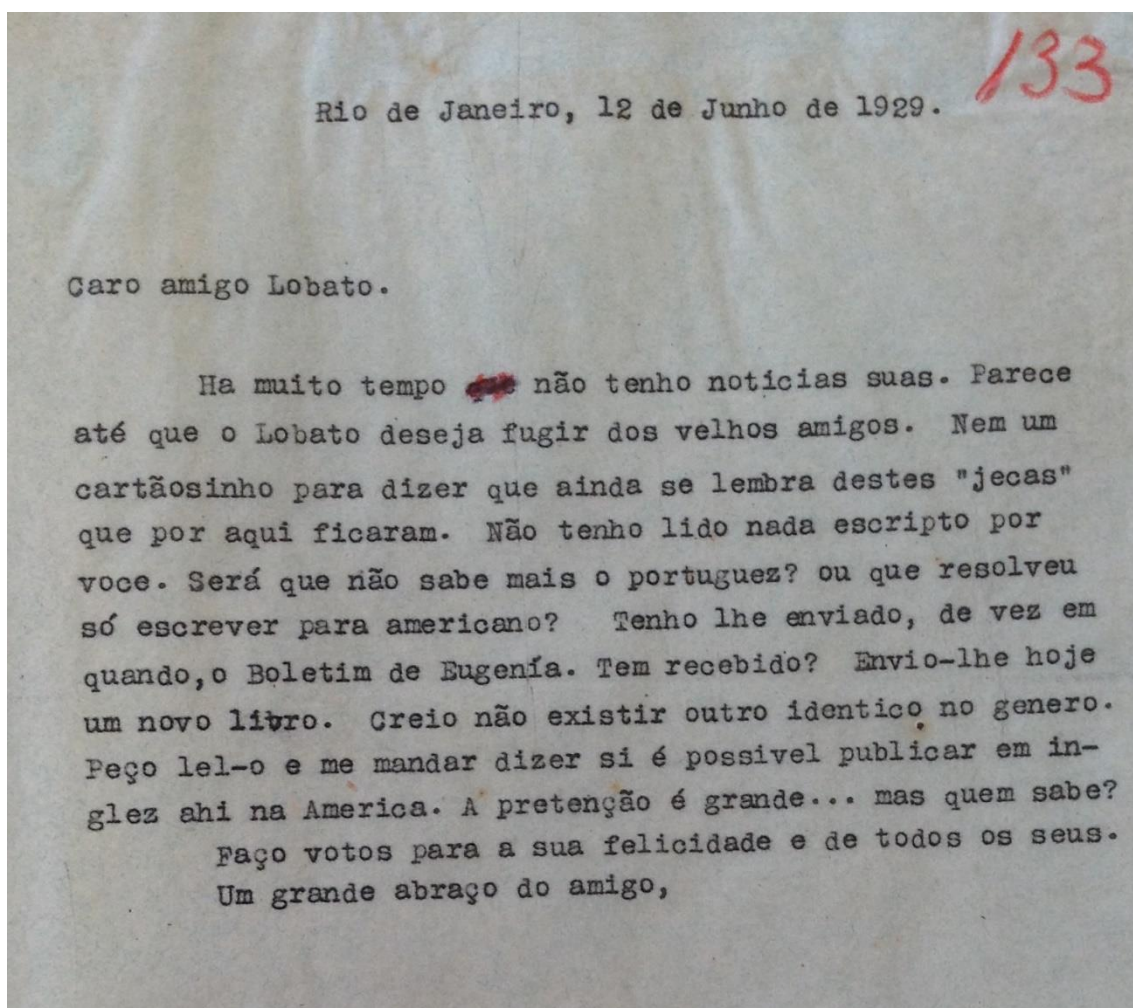 133
Rio de Janeiro, 12 de Junho de 1929.
Caro amigo Lobato.
Ha muito tempo não tenho noticias suas. Parece
até que o Lobato deseja fugir dos velhos amigos. Nem um
cartãosinho para dizer que ainda se lembra destes "jecas"
que por aqui ficaram. Não tenho lido nada escripto por
voce. Será que não sabe mais o portuguez? ou que resolveu
só escrever para americano? Tenho lhe enviado, de vez em
quando,o Boletim de Eugenía. Tem recebido? Envio-lhe hoje
um novo livro. Creio não existir outro identico no genero.
Peço lel-o e me mandar dizer si é possivel publicar em in-
glez ahi na America. A pretenção é grande... mas quem sabe?
Faço votos para a sua felicidade e de todos os seus.
Um grande abraço do amigo,